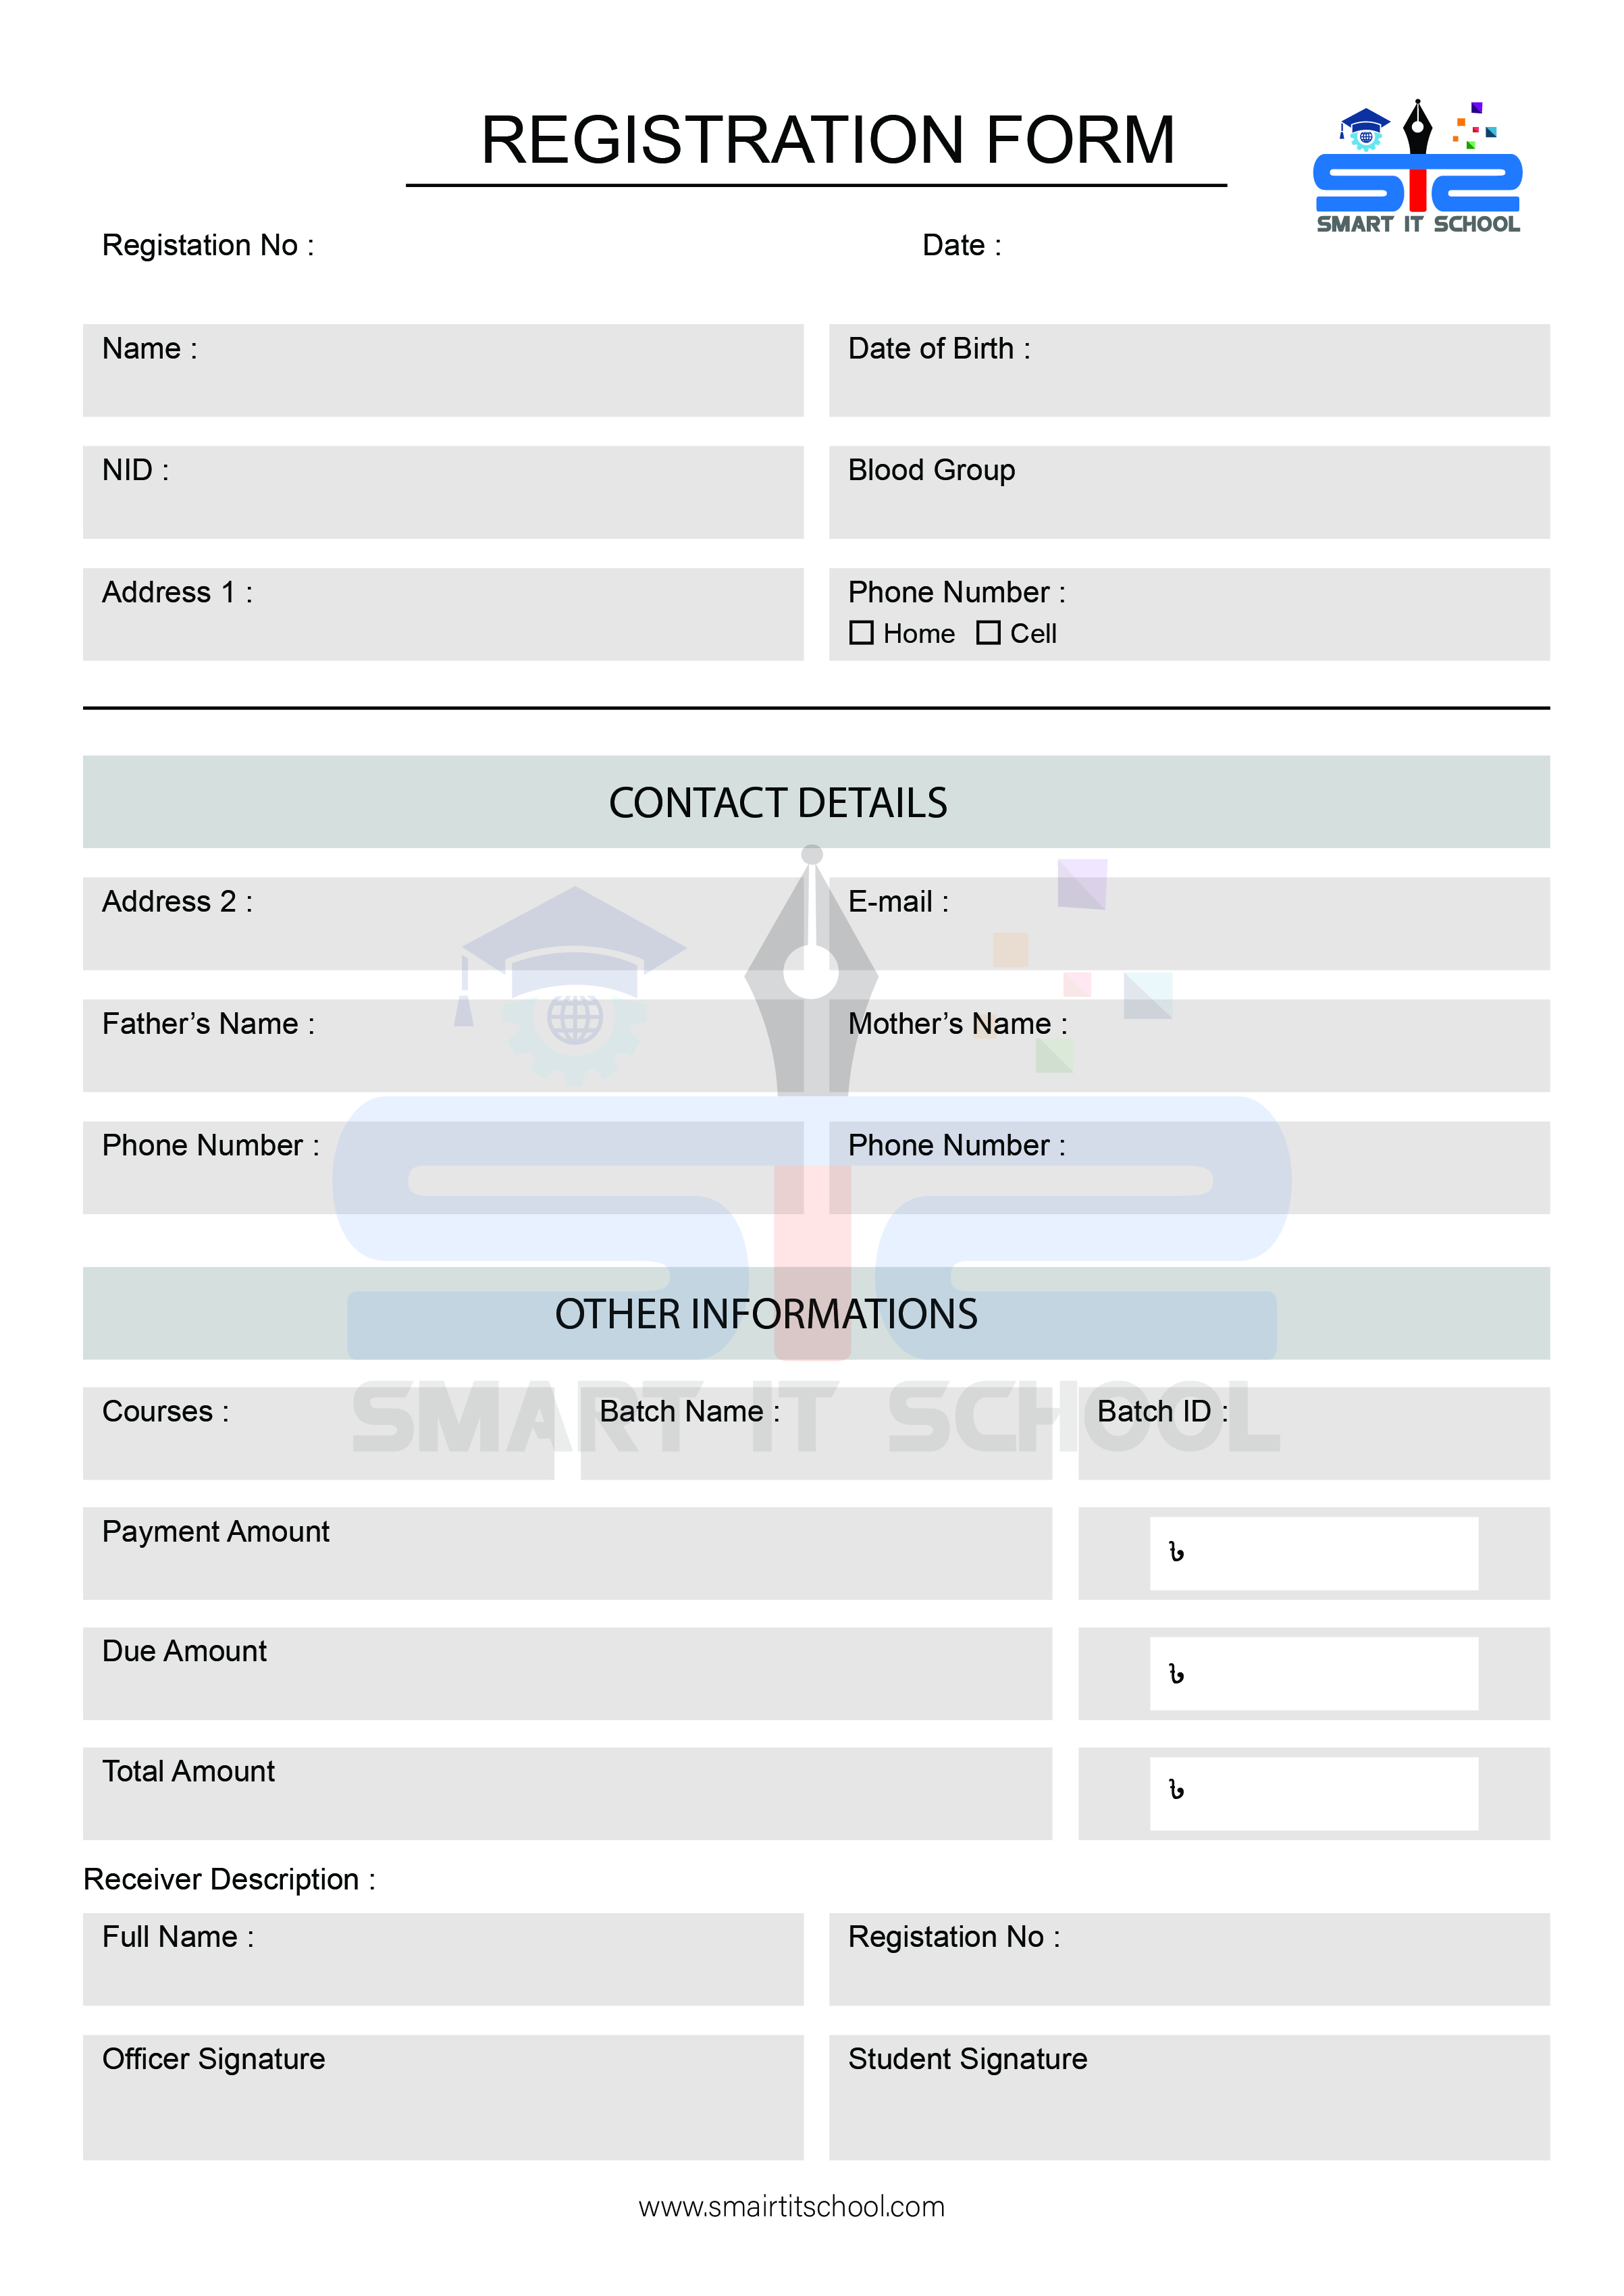 REGISTRATION FORM
SMART IT SCHOOL
Registation No :
Date :
Name :
Date of Birth :
NID :
Blood Group
Address 1 :
Phone Number :
Home
Cell
CONTACT DETAILS
Address 2 :
E-mail :
Father’s Name :
Mother’s Name :
Phone Number :
Phone Number :
OTHER INFORMATIONS
SMART IT SCHOOL
Courses :
Batch Name :
Batch ID :
Payment Amount
৳
Due Amount
৳
Total Amount
৳
Receiver Description :
Full Name :
Registation No :
Officer Signature
Student Signature
www.smairtitschool.com